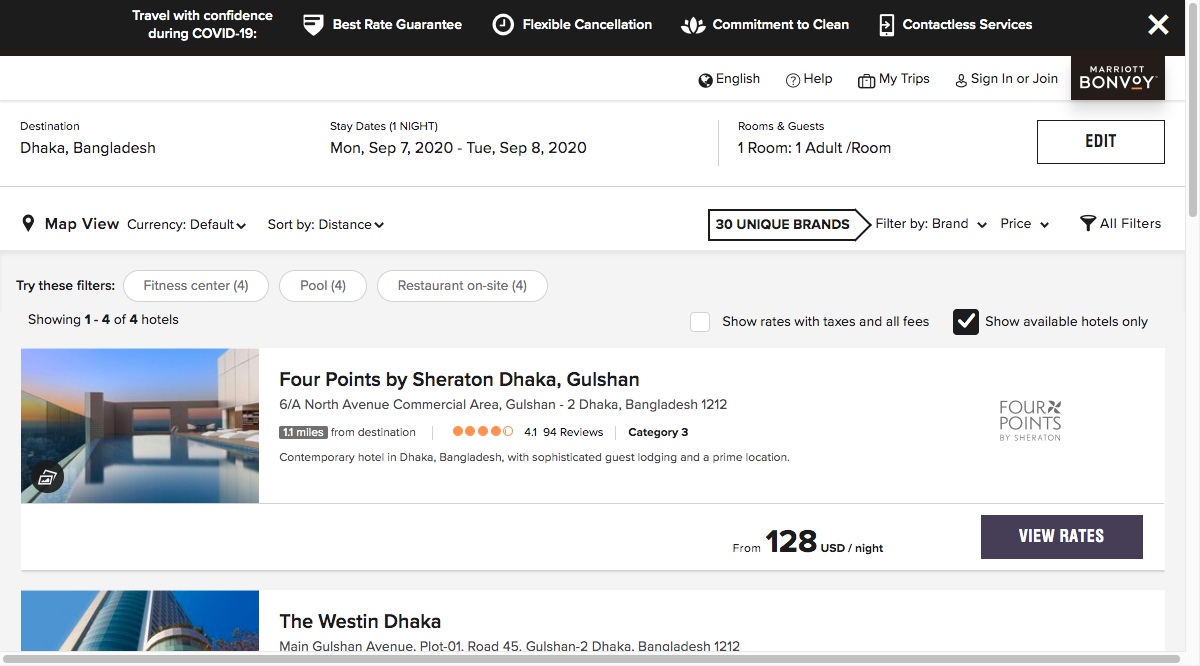 Travel with confidence
during COVID-19:
Best Rate Guarantee
Flexible Cancellation
Commitment to Clean
Contactless Services
English
Help
My Trips
Sign In or Join
MARRIOTT
BONVOY
Destination
Dhaka, Bangladesh
Stay Dates (1 NIGHT)
Mon, Sep 7, 2020 - Tue, Sep 8, 2020
Rooms & Guests
1 Room: 1 Adult /Room
EDIT
Map View
Currency: Default
Sort by: Distance
30 UNIQUE BRANDS
Filter by: Brand
Price
All Filters
Try these filters:
Fitness center (4)
Pool (4)
Restaurant on-site (4)
Showing 1 - 4 of 4 hotels
Show rates with taxes and all fees
Show available hotels only
Four Points by Sheraton Dhaka, Gulshan
6/A North Avenue Commercial Area, Gulshan - 2 Dhaka, Bangladesh 1212
1.1 miles from destination
4.1 94 Reviews
Category 3
Contemporary hotel in Dhaka, Bangladesh, with sophisticated guest lodging and a prime location.
FOUR
POINTS
BY SHERATON
From 128 USD / night
VIEW RATES
The Westin Dhaka
Main Gulshan Avenue, Plot-01, Road 45, Gulshan-2 Dhaka, Bangladesh 1212